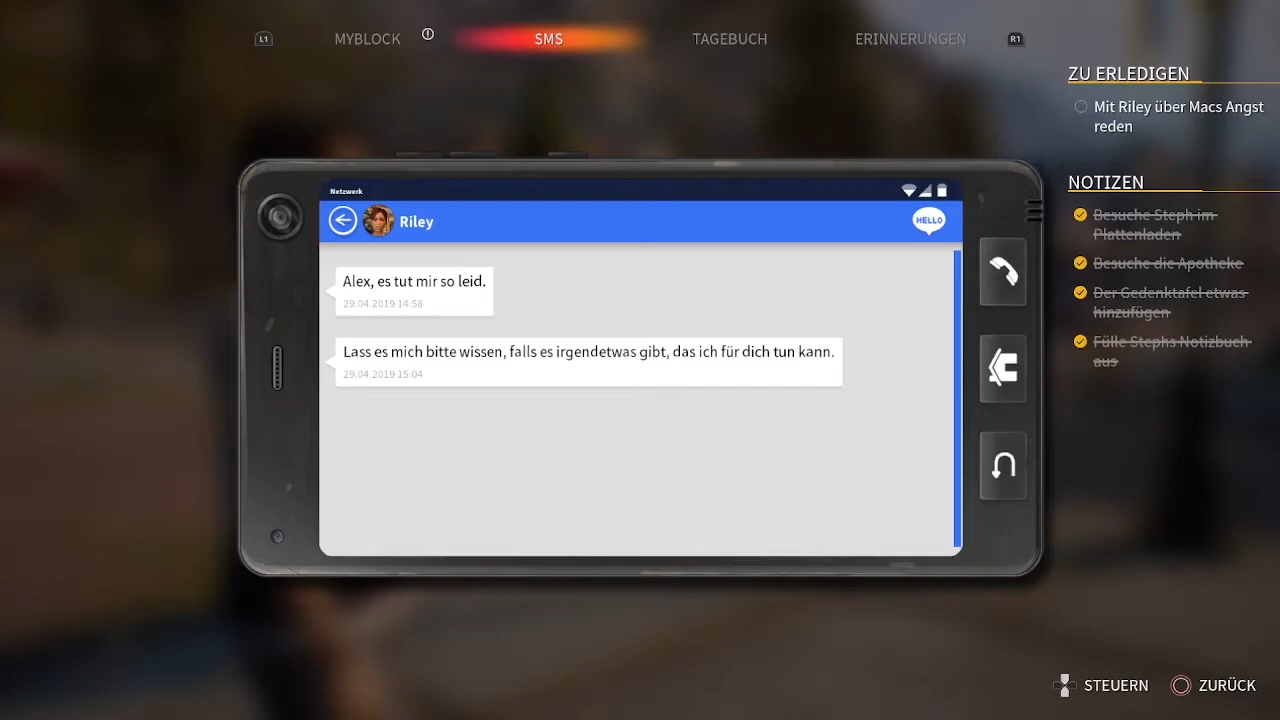 L1
MYBLOCK
SMS
TAGEBUCH
ERINNERUNGEN
R1
ZU ERLEDIGEN
Mit Riley über Macs Angst
reden
NOTIZEN
Besuche Steph im
Plattenladen
Besuche die Apotheke
Der Gedenktafel etwas
hinzufügen
Fülle Stephs Notizbuch
aus
Netzwerk
Riley
HELLO
Alex, es tut mir so leid.
29.04.2019 14:58
Lass es mich bitte wissen, falls es irgendetwas gibt, das ich für dich tun kann.
29.04.2019 15:04
STEUERN
ZURÜCK